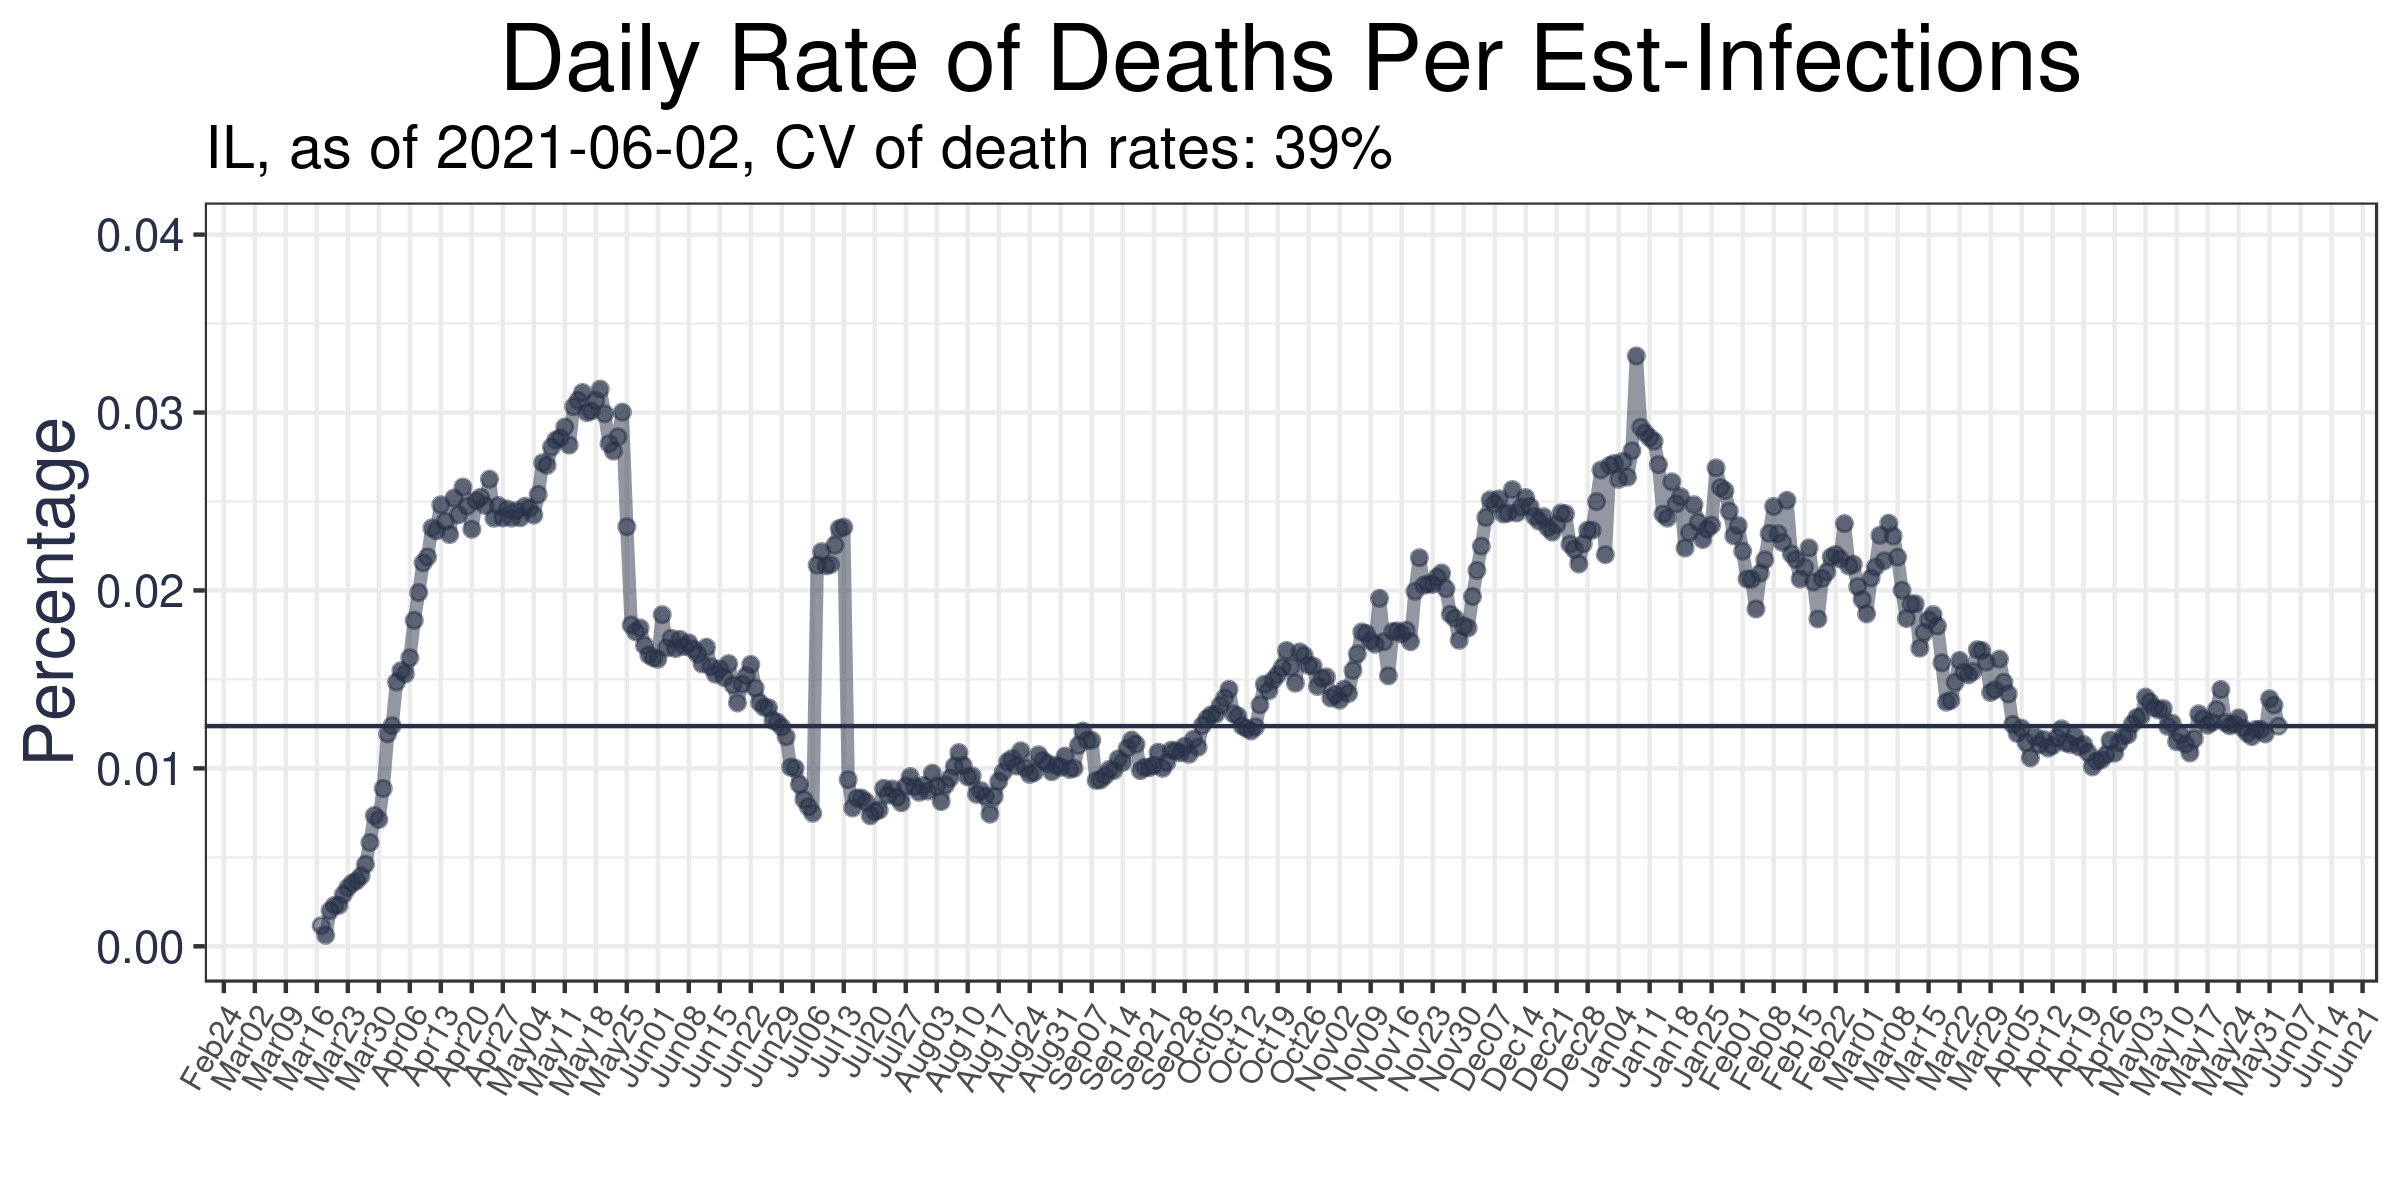 Daily Rate of Deaths Per Est-Infections
IL, as of 2021-06-02, CV of death rates: 39%
Percentage
0.04
0.03
0.02
0.01
0.00
Feb24
Mar02
Mar09
Mar16
Mar23
Mar30
Apr06
Apr13
Apr20
Apr27
May04
May11
May18
May25
Jun01
Jun08
Jun15
Jun22
Jun29
Jul06
Jul13
Jul20
Jul27
Aug03
Aug10
Aug17
Aug24
Aug31
Sep07
Sep14
Sep21
Sep28
Oct05
Oct12
Oct19
Oct26
Nov02
Nov09
Nov16
Nov23
Nov30
Dec07
Dec14
Dec21
Dec28
Jan04
Jan11
Jan18
Jan25
Feb01
Feb08
Feb15
Feb22
Mar01
Mar08
Mar15
Mar22
Mar29
Apr05
Apr12
Apr19
Apr26
May03
May10
May17
May24
May31
Jun07
Jun14
Jun21